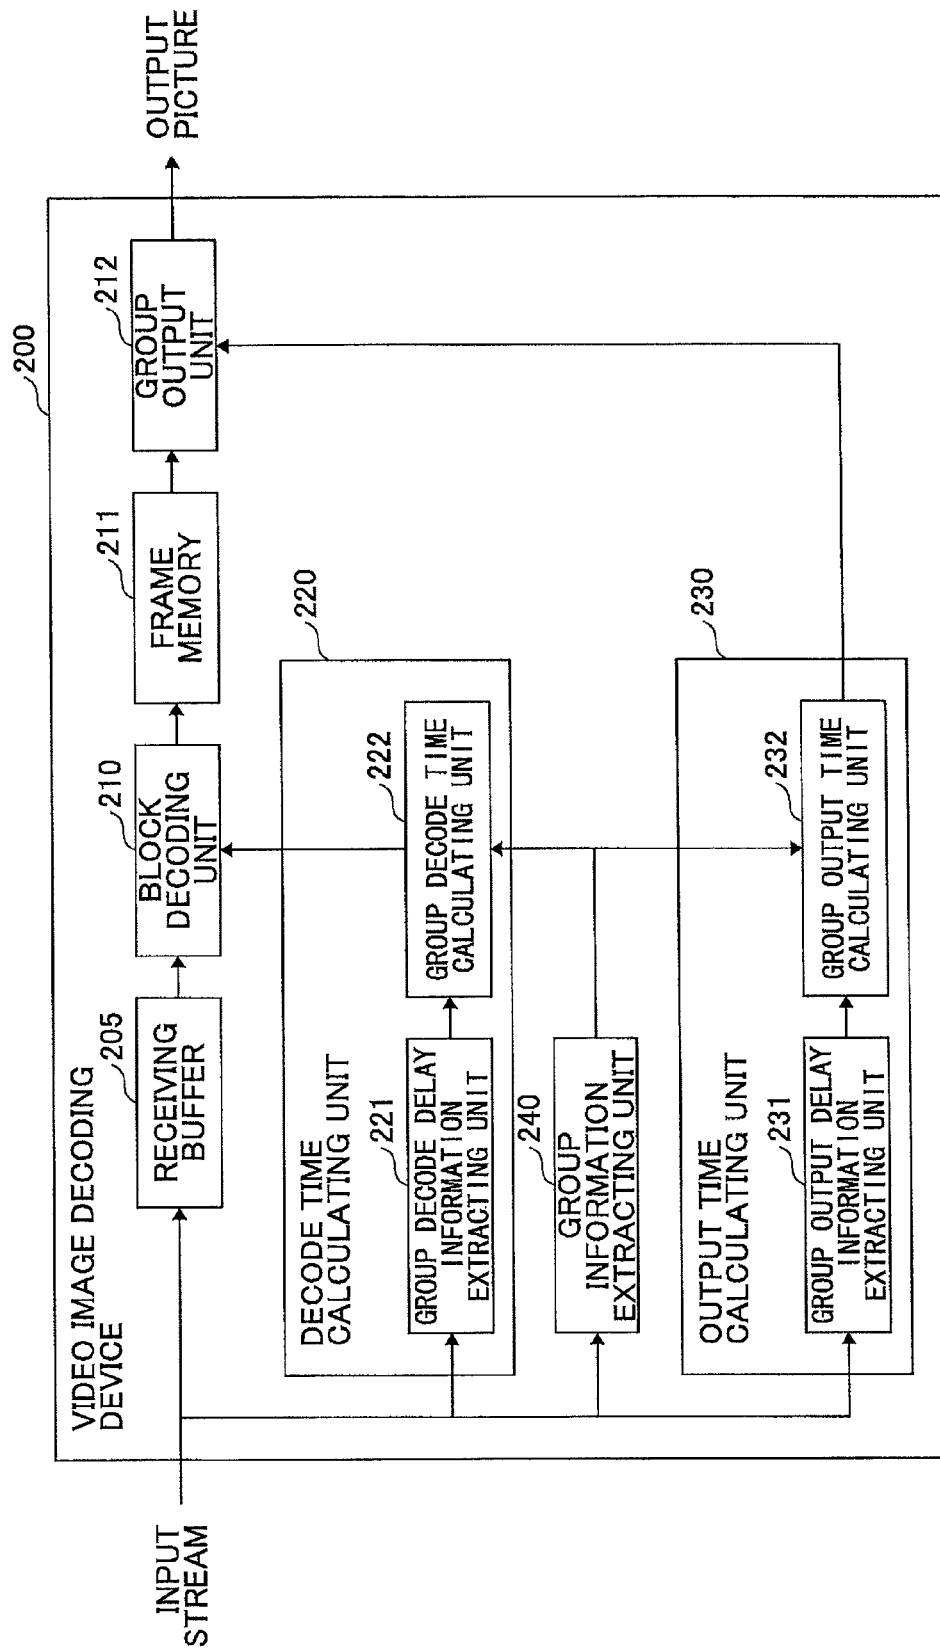 VIDEO IMAGE DECODING
DEVICE
200
INPUT
STREAM
205
RECEIVING
BUFFER
210
BLOCK
DECODING
UNIT
211
FRAME
MEMORY
212
GROUP
OUTPUT
UNIT
OUTPUT
PICTURE
220
DECODE TIME
CALCULATING UNIT
221
GROUP DECODE DELAY
INFORMATION
EXTRACTING UNIT
222
GROUP DECODE TIME
CALCULATING UNIT
240
GROUP
INFORMATION
EXTRACTING UNIT
230
OUTPUT TIME
CALCULATING UNIT
231
GROUP OUTPUT DELAY
INFORMATION
EXTRACTING UNIT
232
GROUP OUTPUT TIME
CALCULATING UNIT